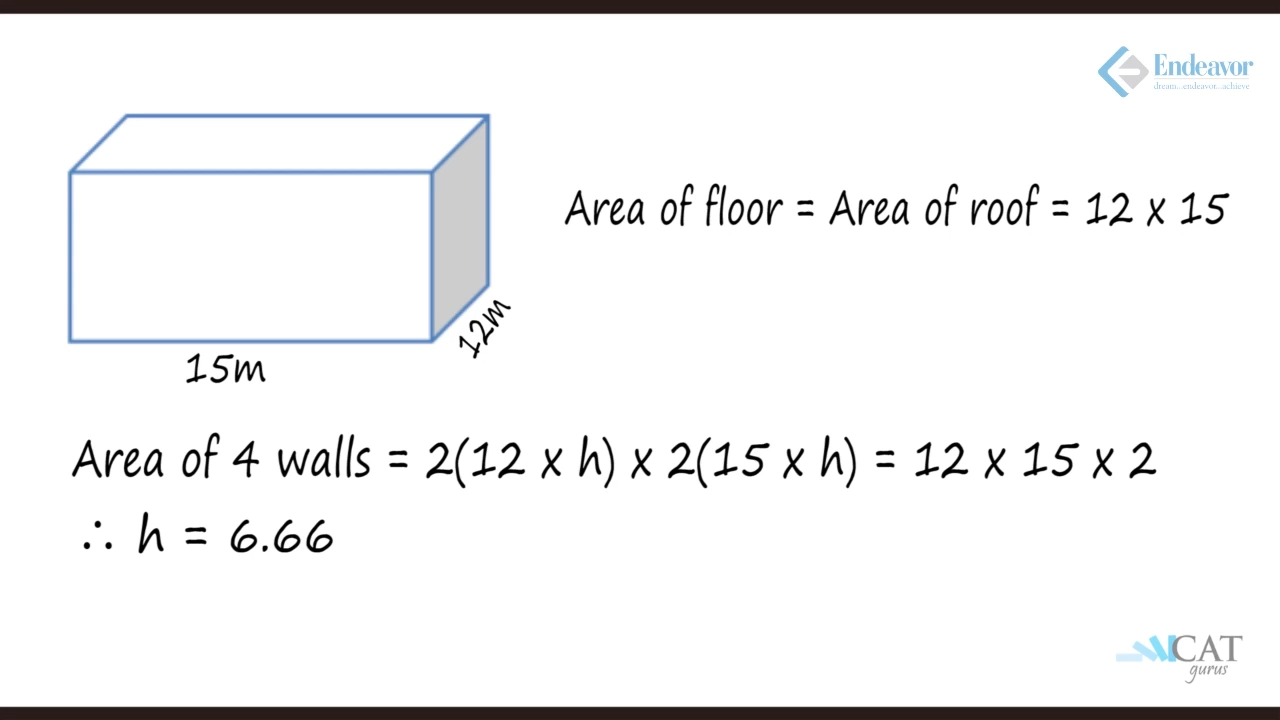 Endeavor
dream...endeavor...achieve
Area of floor = Area of roof = 12 x 15
12m
15m
Area of 4 walls = 2(12 x h) x 2(15 x h) = 12 x 15 x 2
∴ h = 6.66
CAT
gurus